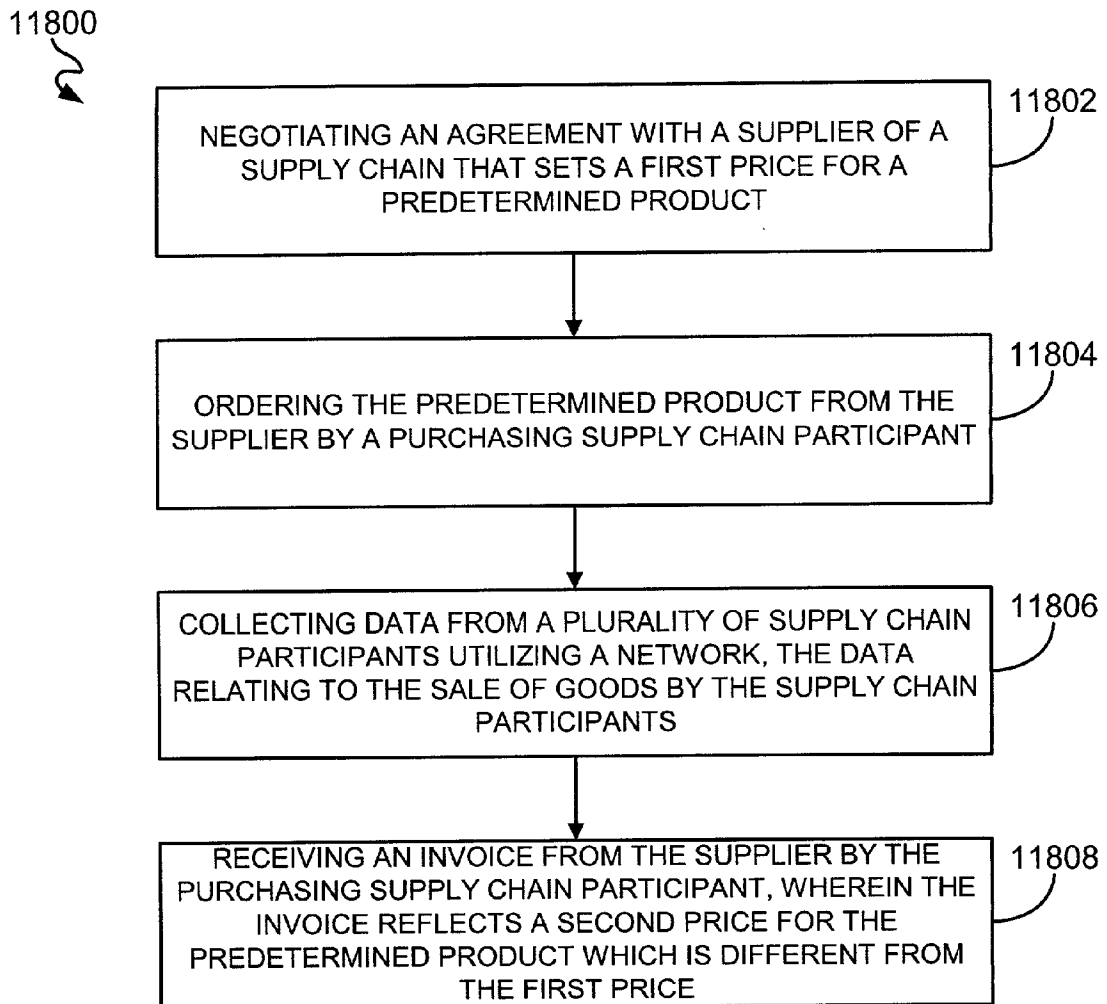 11800
11802
NEGOTIATING AN AGREEMENT WITH A SUPPLIER OF A
SUPPLY CHAIN THAT SETS A FIRST PRICE FOR A
PREDETERMINED PRODUCT
11804
ORDERING THE PREDETERMINED PRODUCT FROM THE
SUPPLIER BY A PURCHASING SUPPLY CHAIN PARTICIPANT
11806
COLLECTING DATA FROM A PLURALITY OF SUPPLY CHAIN
PARTICIPANTS UTILIZING A NETWORK, THE DATA
RELATING TO THE SALE OF GOODS BY THE SUPPLY CHAIN
PARTICIPANTS
11808
RECEIVING AN INVOICE FROM THE SUPPLIER BY THE
PURCHASING SUPPLY CHAIN PARTICIPANT, WHEREIN THE
INVOICE REFLECTS A SECOND PRICE FOR THE
PREDETERMINED PRODUCT WHICH IS DIFFERENT FROM
THE FIRST PRICE